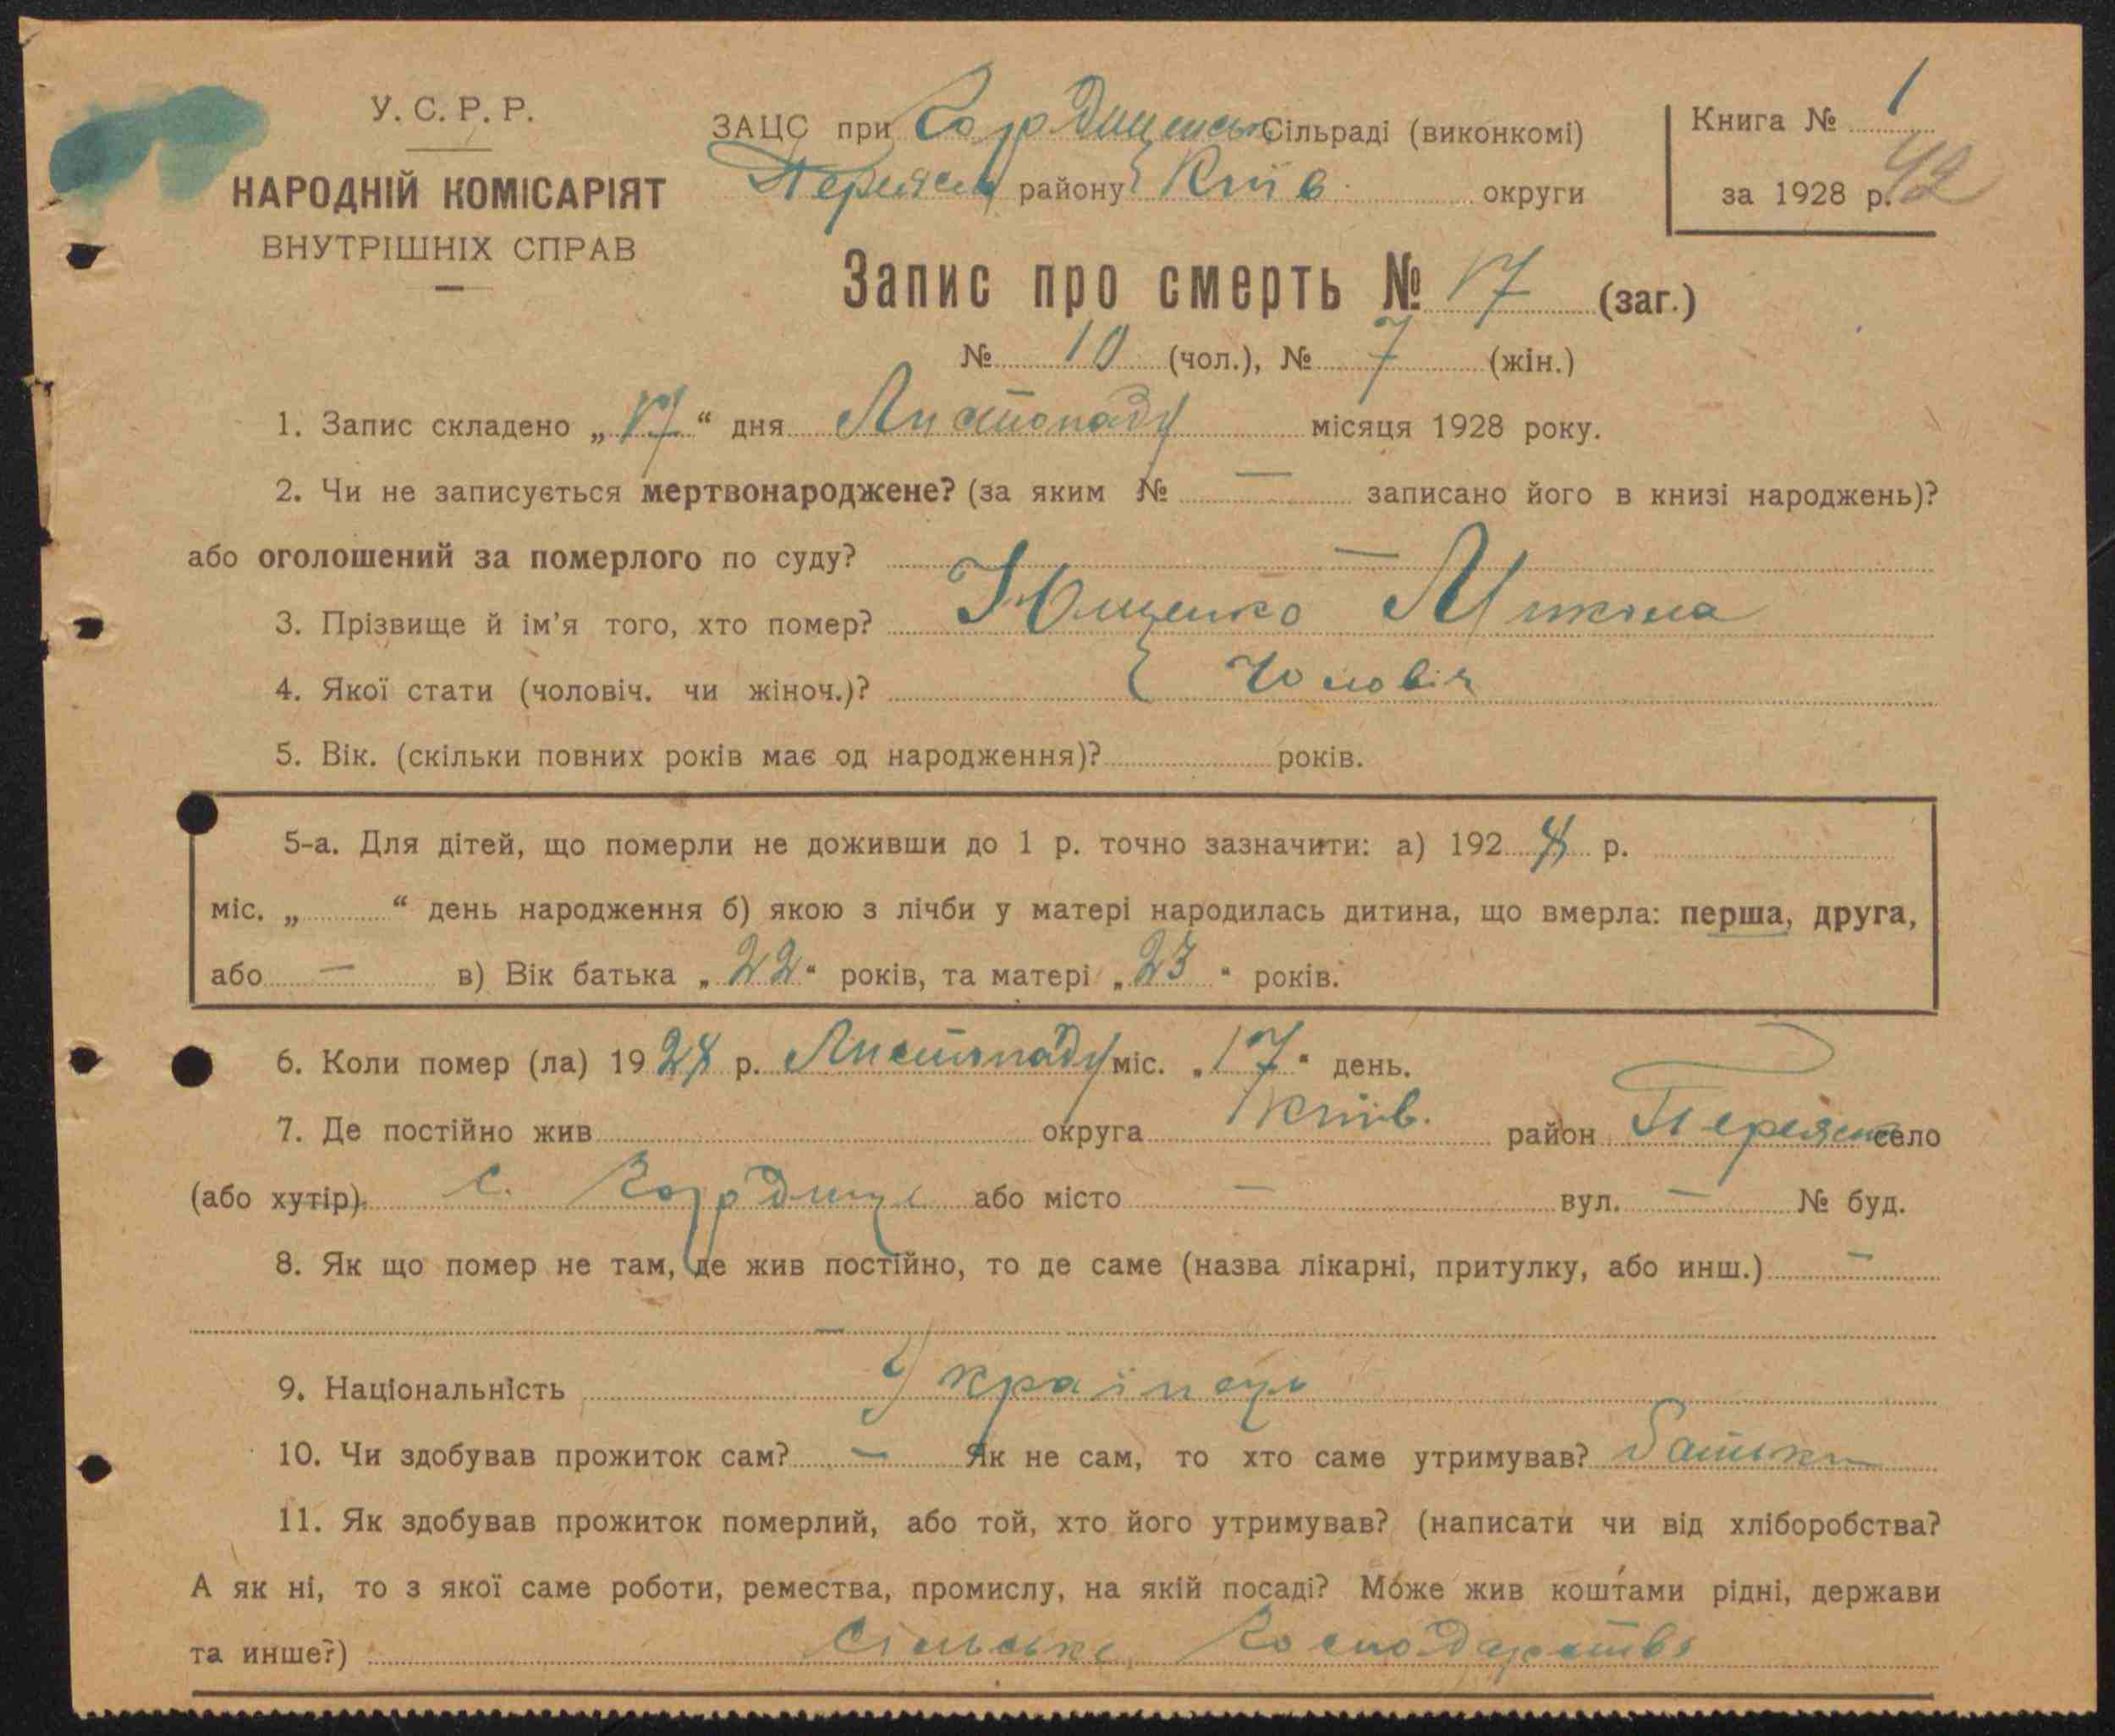 У. С. Р. Р.
НАРОДНІЙ КОМІСАРІЯТ
ВНУТРІШНІХ СПРАВ
ЗАЦС при Городищенськ Сільраді (виконкомі)
Переясл району Київ. округи
Книга № 1
за 1928 р. 42
Запис про смерть № 17 (заг.)
№ 10 (чол.), № 7 (жін.)
1. Запис складено „17“ дня Листопаду місяця 1928 року.
2. Чи не записується мертвонароджене? (за яким № — записано його в книзі народжень)?
або оголошений за померлого по суду? —
3. Прізвище й ім’я того, хто помер? Ющенко Микола
4. Якої стати (чоловіч. чи жіноч.)? Чоловіч
5. Вік. (скільки повних років має од народження)? років.
5-а. Для дітей, що померли не доживши до 1 р. точно зазначити: а) 1928 р.
міс. „ “ день народження б) якою з лічби у матері народилась дитина, що вмерла: перша, друга,
або — в) Вік батька „22“ років, та матері „23“ років.
6. Коли помер (ла) 1928 р. Листопаду міс. „17“ день.
7. Де постійно жив округа Київ. район Переясл село
(або хутір) с. Городище або місто — вул. — № буд.
8. Як що помер не там, де жив постійно, то де саме (назва лікарні, притулку, або инш.) —
—
9. Національність Українець
10. Чи здобував прожиток сам? — Як не сам, то хто саме утримував? батьки
11. Як здобував прожиток померлий, або той, хто його утримував? (написати чи від хліборобства?
А як ні, то з якої саме роботи, ремества, промислу, на якій посаді? Може жив коштами рідні, держави
та инше?) Сільське Господарство